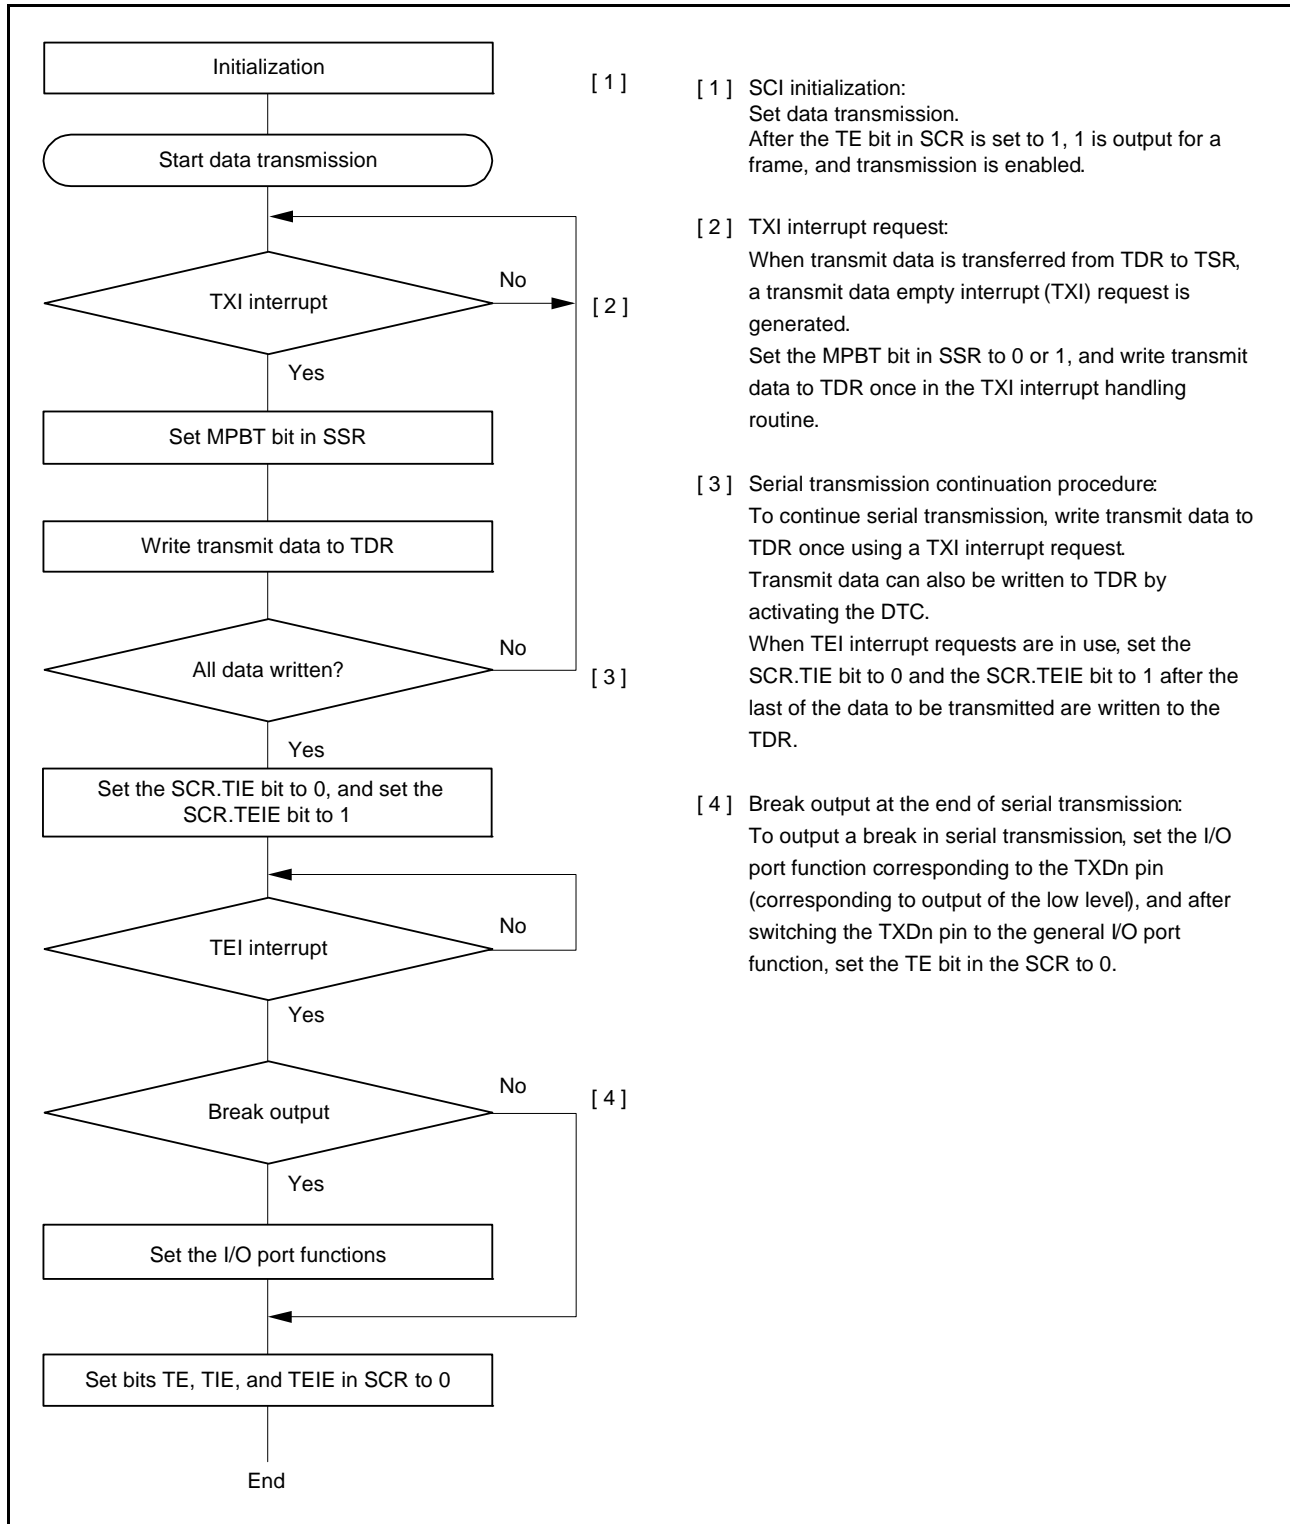 Initialization
[ 1 ]
Start data transmission
No
TXI interrupt
[ 2 ]
Yes
Set MPBT bit in SSR
Write transmit data to TDR
No
All data written?
[ 3 ]
Yes
Set the SCR.TIE bit to 0, and set the
SCR.TEIE bit to 1
No
TEI interrupt
Yes
No
Break output
[ 4 ]
Yes
Set the I/O port functions
Set bits TE, TIE, and TEIE in SCR to 0
End
[ 1 ] SCI initialization:
Set data transmission.
After the TE bit in SCR is set to 1, 1 is output for a
frame, and transmission is enabled.
[ 2 ] TXI interrupt request:
When transmit data is transferred from TDR to TSR,
a transmit data empty interrupt (TXI) request is
generated.
Set the MPBT bit in SSR to 0 or 1, and write transmit
data to TDR once in the TXI interrupt handling
routine.
[ 3 ] Serial transmission continuation procedure:
To continue serial transmission, write transmit data to
TDR once using a TXI interrupt request.
Transmit data can also be written to TDR by
activating the DTC.
When TEI interrupt requests are in use, set the
SCR.TIE bit to 0 and the SCR.TEIE bit to 1 after the
last of the data to be transmitted are written to the
TDR.
[ 4 ] Break output at the end of serial transmission:
To output a break in serial transmission, set the I/O
port function corresponding to the TXDn pin
(corresponding to output of the low level), and after
switching the TXDn pin to the general I/O port
function, set the TE bit in the SCR to 0.